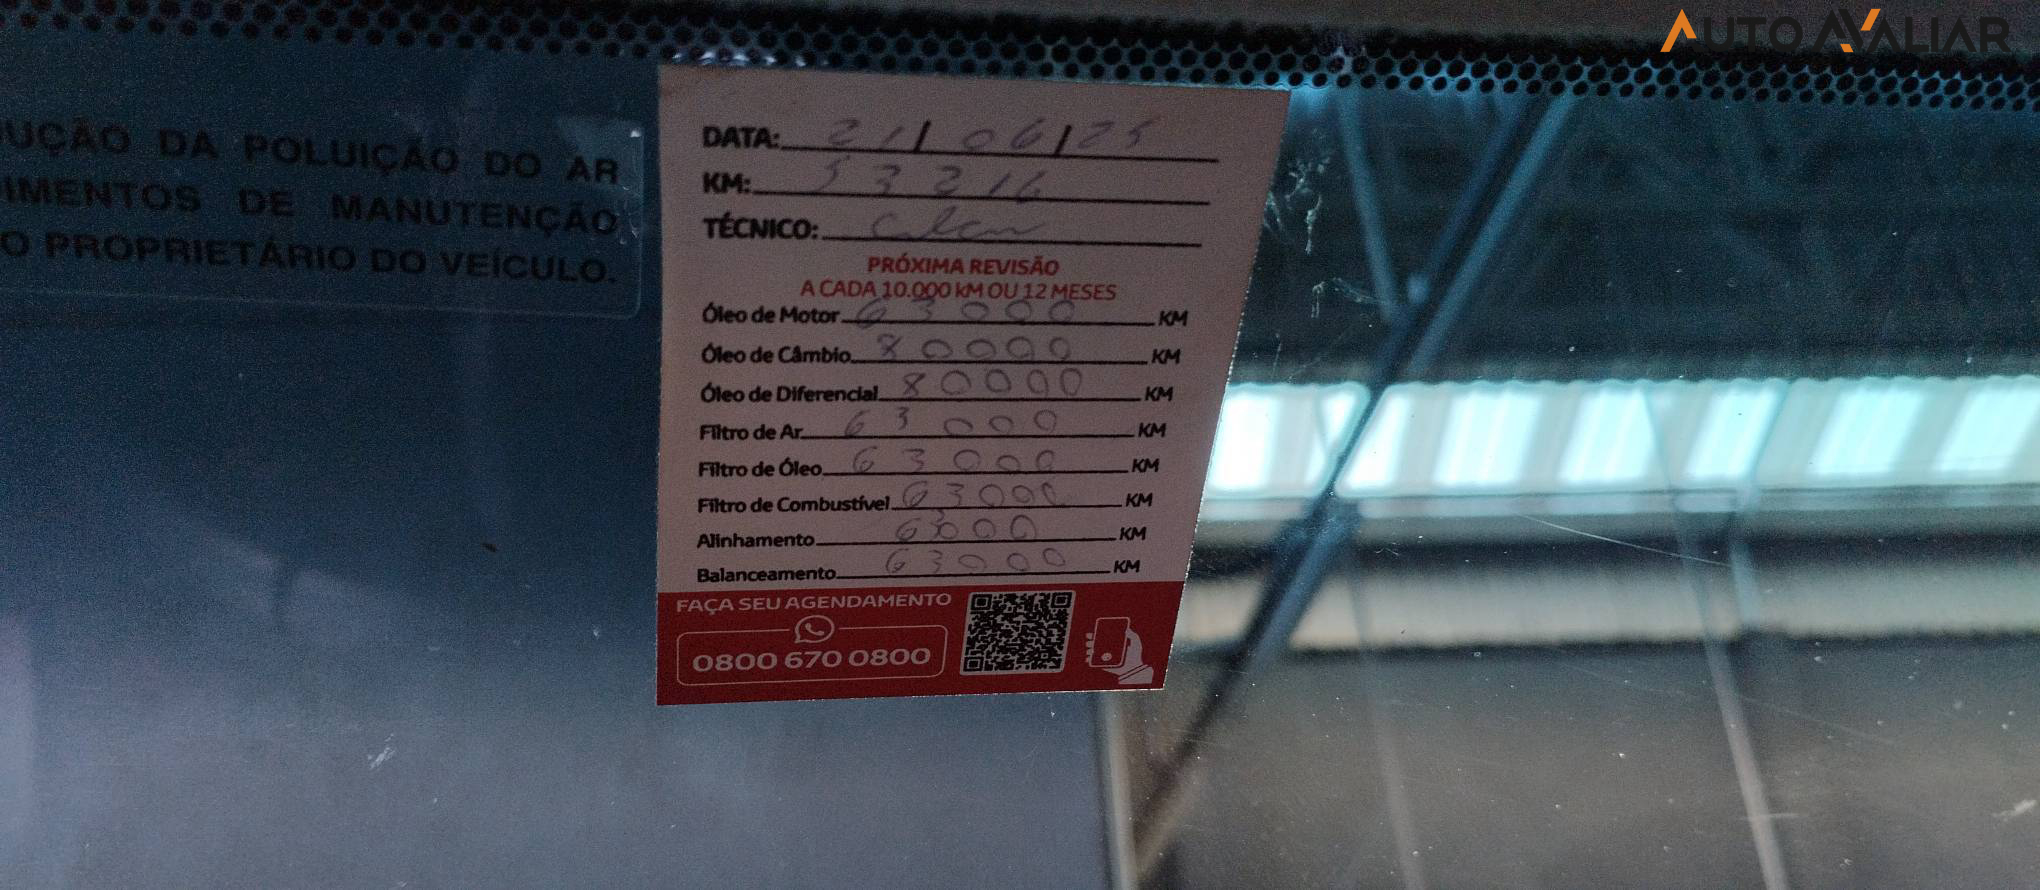 AUTO AVALIAR
UÇÃO DA POLUIÇÃO DO AR
IMENTOS DE MANUTENÇÃO
O PROPRIETÁRIO DO VEÍCULO.
DATA: 21/06/25
KM: 53216
TÉCNICO:
PRÓXIMA REVISÃO
A CADA 10.000 KM OU 12 MESES
Óleo de Motor 63000 KM
Óleo de Câmbio 80000 KM
Óleo de Diferencial 80000 KM
Filtro de Ar 63000 KM
Filtro de Óleo 63000 KM
Filtro de Combustível 63000 KM
Alinhamento 63000 KM
Balanceamento 63000 KM
FAÇA SEU AGENDAMENTO
0800 670 0800